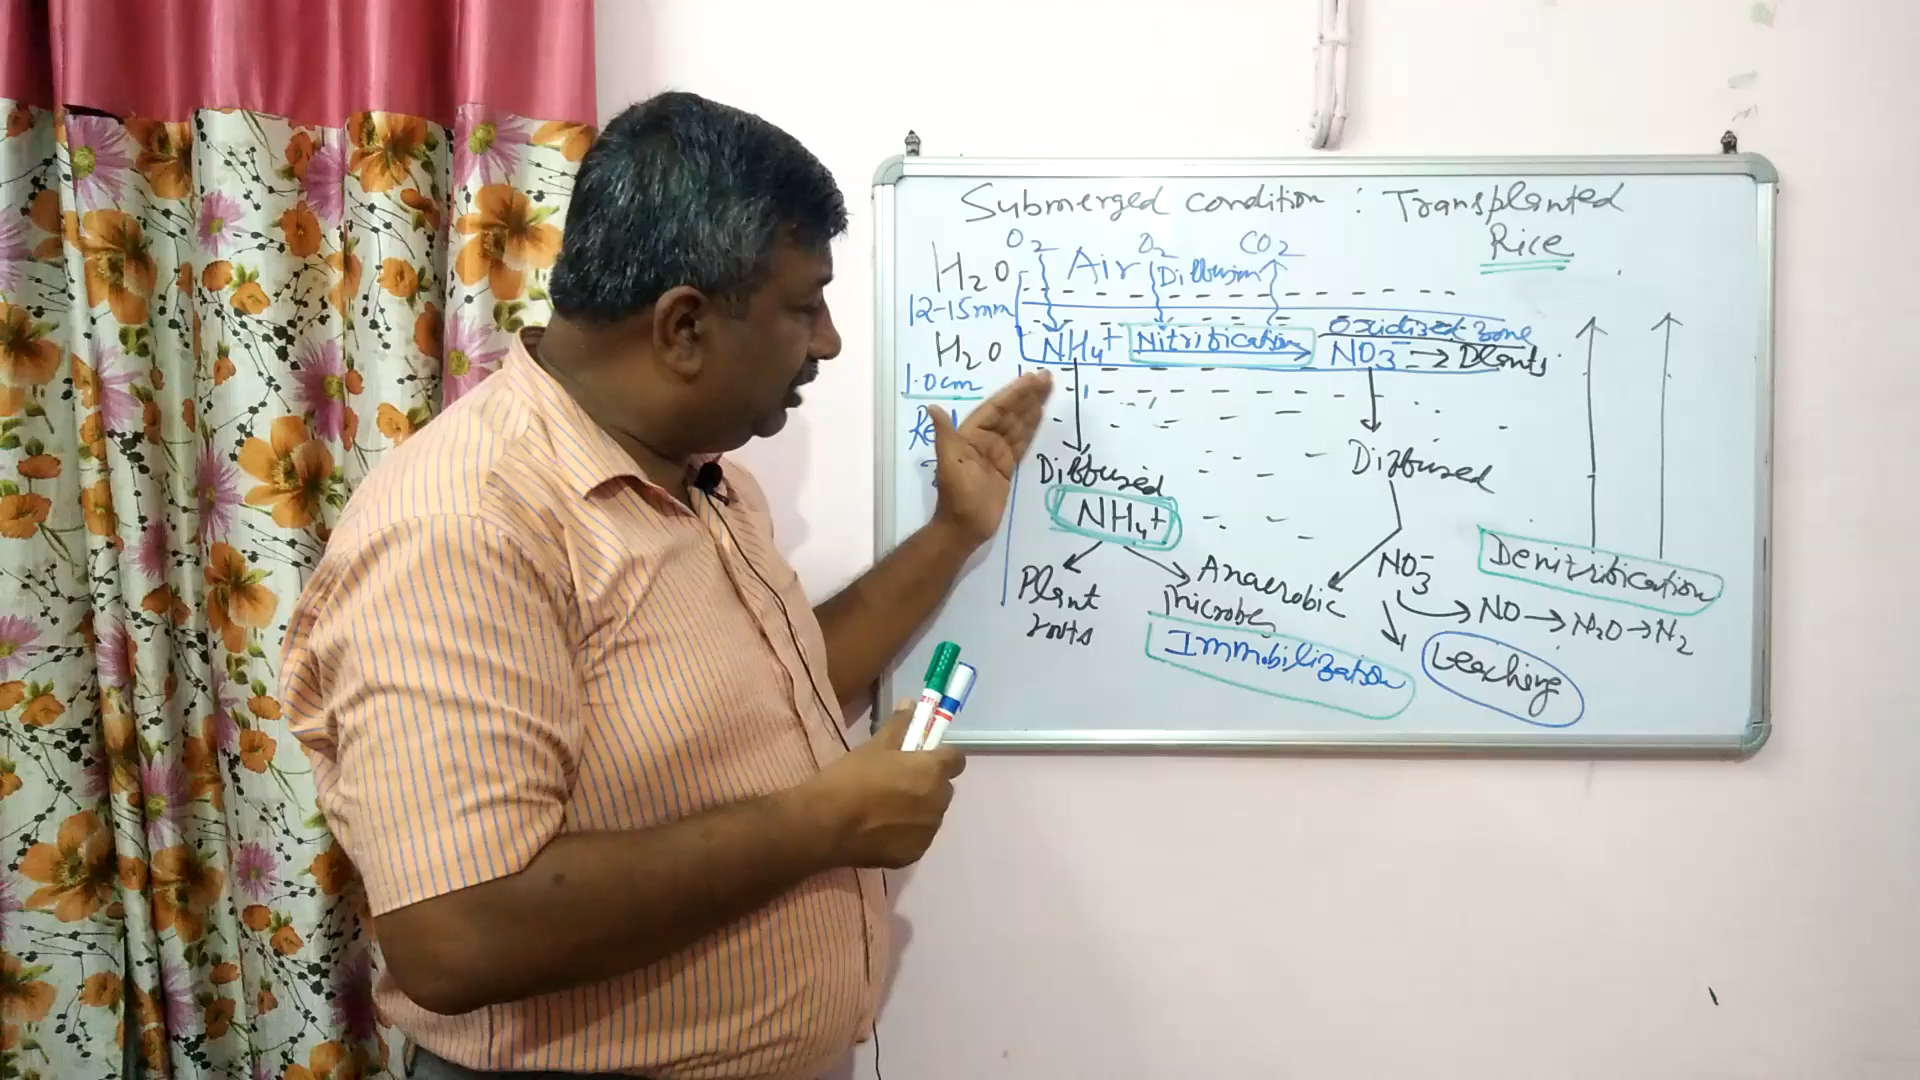 Submerged condition : Transplanted
Rice
O2 O2 CO2
H2O Air Diffusion
12-15mm
Oxidized zone
H2O NH4+ Nitrification NO3- → Plants
1.0cm
Diffused Diffused
NH4+
Denitrification
NO3-
Plant roots
Anaerobic microbes
NO → N2O → N2
Immobilization
Leaching